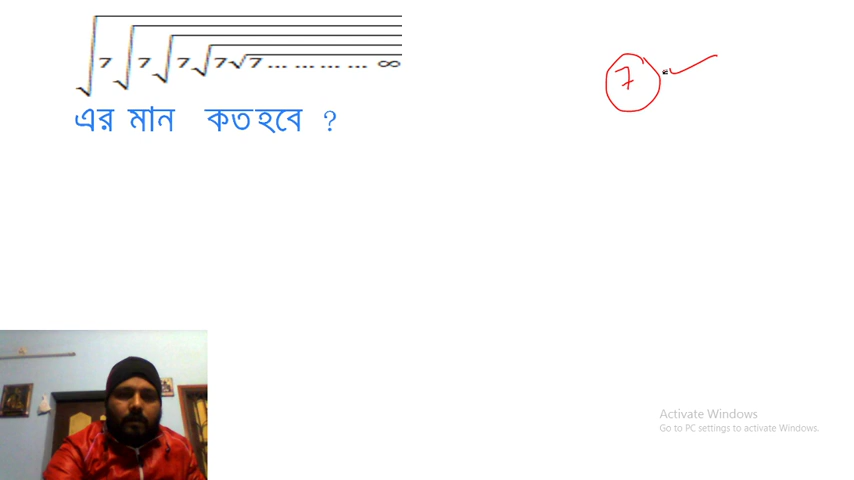 √7√7√7√7√7 ... ... ... ... ∞
এর মান কত হবে ?
7
Activate Windows
Go to PC settings to activate Windows.